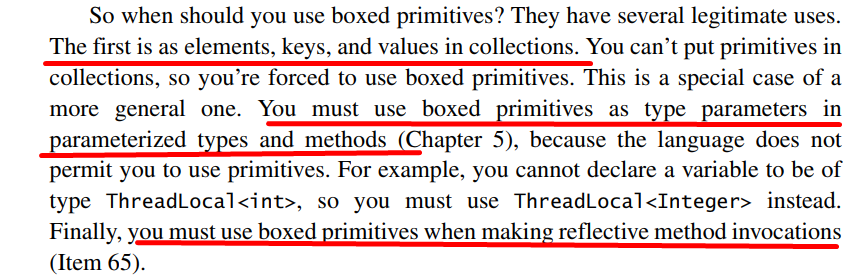 So when should you use boxed primitives? They have several legitimate uses.
The first is as elements, keys, and values in collections. You can’t put primitives in
collections, so you’re forced to use boxed primitives. This is a special case of a
more general one. You must use boxed primitives as type parameters in
parameterized types and methods (Chapter 5), because the language does not
permit you to use primitives. For example, you cannot declare a variable to be of
type ThreadLocal<int>, so you must use ThreadLocal<Integer> instead.
Finally, you must use boxed primitives when making reflective method invocations
(Item 65).